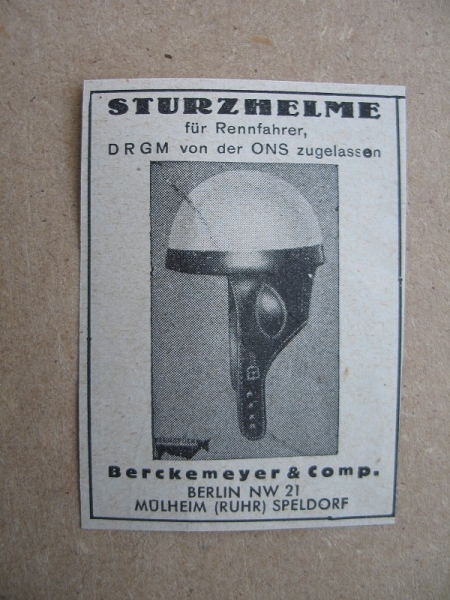 STURZHELME
für Rennfahrer,
DRGM von der ONS zugelassen
Berckemeyer & Comp.
BERLIN NW 21
MÜLHEIM (RUHR) SPELDORF